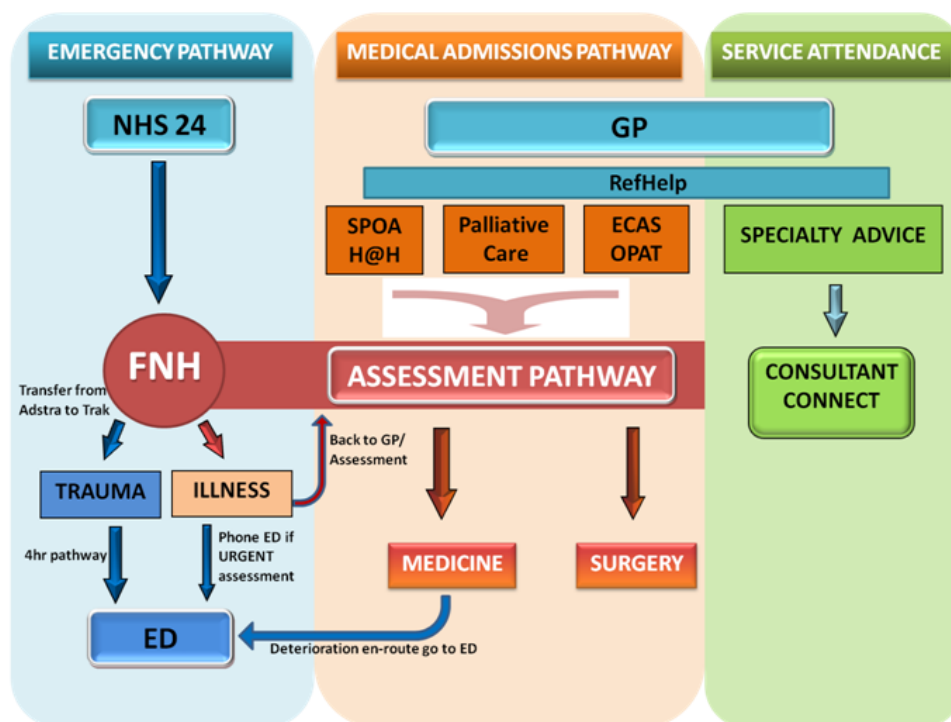 EMERGENCY PATHWAY
MEDICAL ADMISSIONS PATHWAY
SERVICE ATTENDANCE
NHS 24
GP
RefHelp
SPOA
H@H
Palliative
Care
ECAS
OPAT
SPECIALTY ADVICE
FNH
ASSESSMENT PATHWAY
CONSULTANT
CONNECT
Transfer from
Adstra to Trak
Back to GP/
Assessment
TRAUMA
ILLNESS
4hr pathway
Phone ED if
URGENT
assessment
MEDICINE
SURGERY
ED
Deterioration en-route go to ED